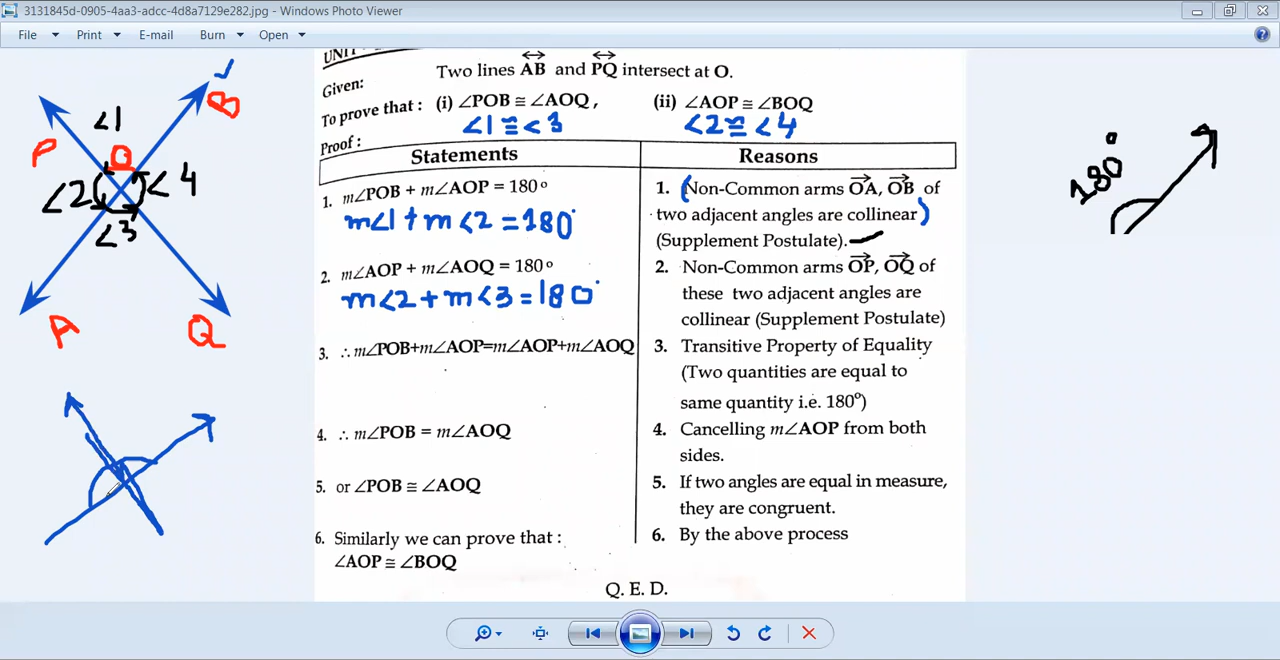 3131845d-0905-4aa3-adcc-4d8a7129e282.jpg - Windows Photo Viewer
File Print E-mail Burn Open
UNIT
Given: Two lines AB and PQ intersect at O.
To prove that : (i) ∠POB ≅ ∠AOQ , (ii) ∠AOP ≅ ∠BOQ
∠1 ≅ ∠3 ∠2 ≅ ∠4
Proof :
Statements Reasons
1. m∠POB + m∠AOP = 180°
m∠1 + m∠2 = 180°
1. (Non-Common arms OA, OB of
two adjacent angles are collinear)
(Supplement Postulate).
2. m∠AOP + m∠AOQ = 180°
m∠2 + m∠3 = 180°
2. Non-Common arms OP, OQ of
these two adjacent angles are
collinear (Supplement Postulate)
3. ∴ m∠POB+m∠AOP=m∠AOP+m∠AOQ
3. Transitive Property of Equality
(Two quantities are equal to
same quantity i.e. 180°)
4. ∴ m∠POB = m∠AOQ
4. Cancelling m∠AOP from both
sides.
5. or ∠POB ≅ ∠AOQ
5. If two angles are equal in measure,
they are congruent.
6. Similarly we can prove that :
∠AOP ≅ ∠BOQ
6. By the above process
Q. E. D.
∠1
B
P
O
∠2
∠4
∠3
A
Q
180°